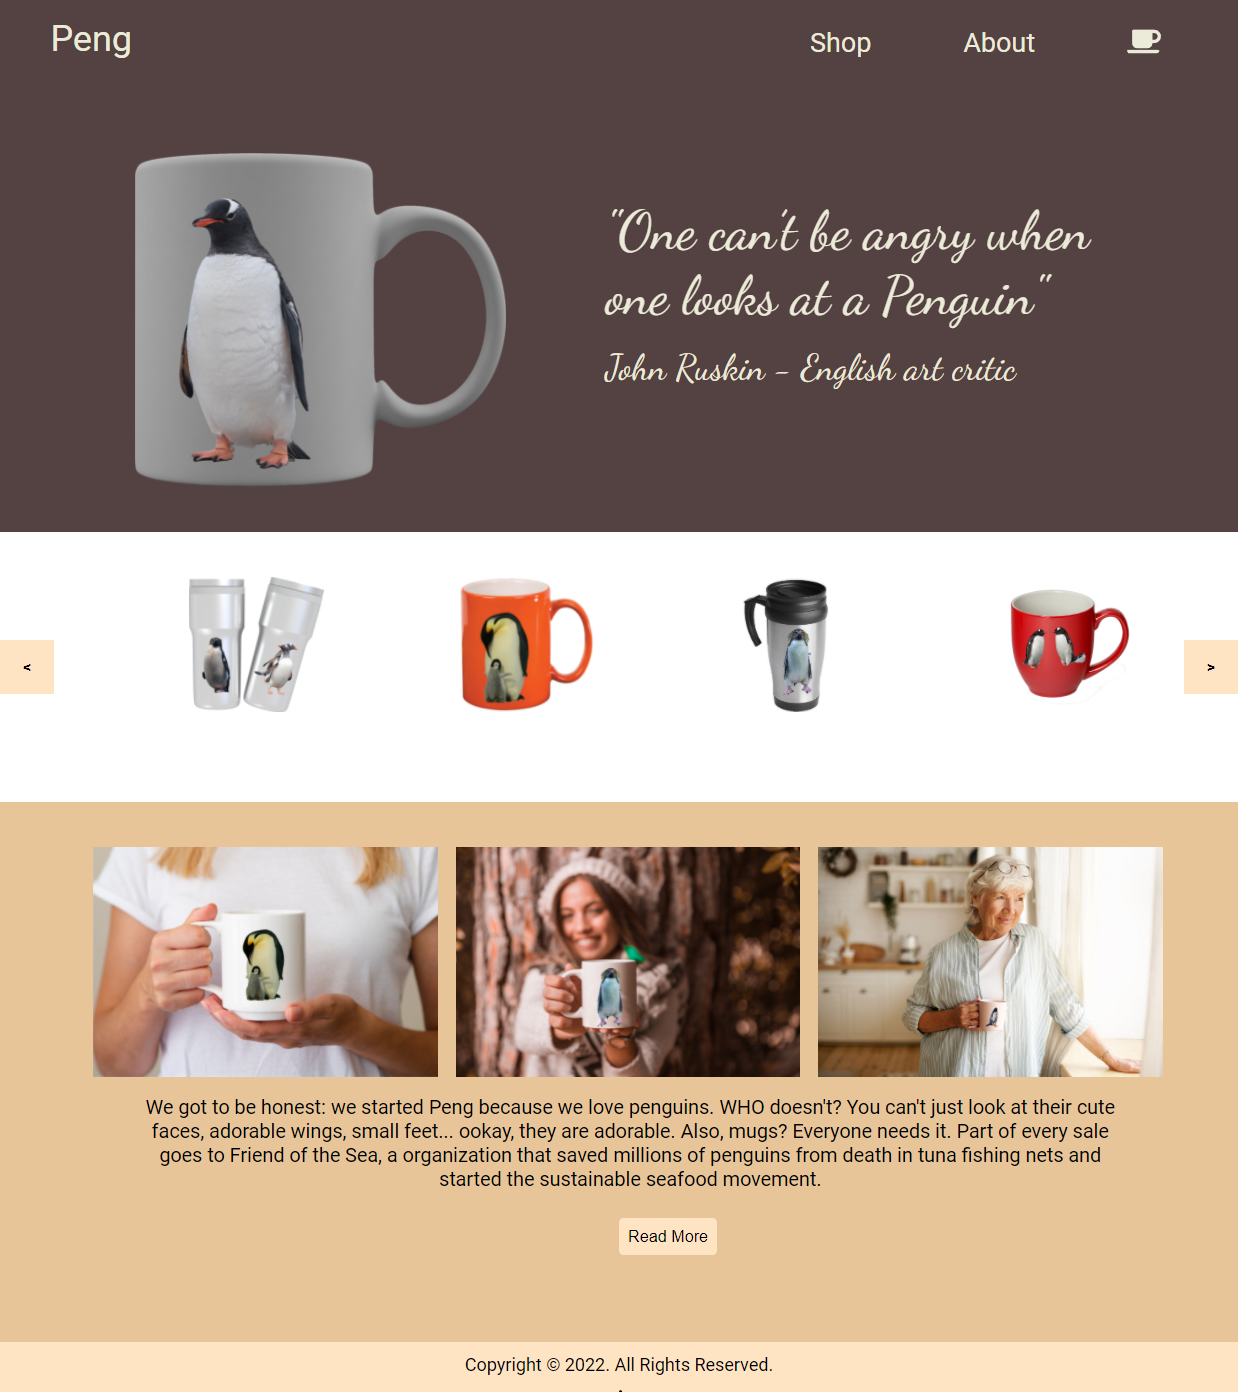 Peng
Shop
About
"One can't be angry when
one looks at a Penguin"
John Ruskin - English art critic
<
>
We got to be honest: we started Peng because we love penguins. WHO doesn't? You can't just look at their cute
faces, adorable wings, small feet... ookay, they are adorable. Also, mugs? Everyone needs it. Part of every sale
goes to Friend of the Sea, a organization that saved millions of penguins from death in tuna fishing nets and
started the sustainable seafood movement.
Read More
Copyright © 2022. All Rights Reserved.